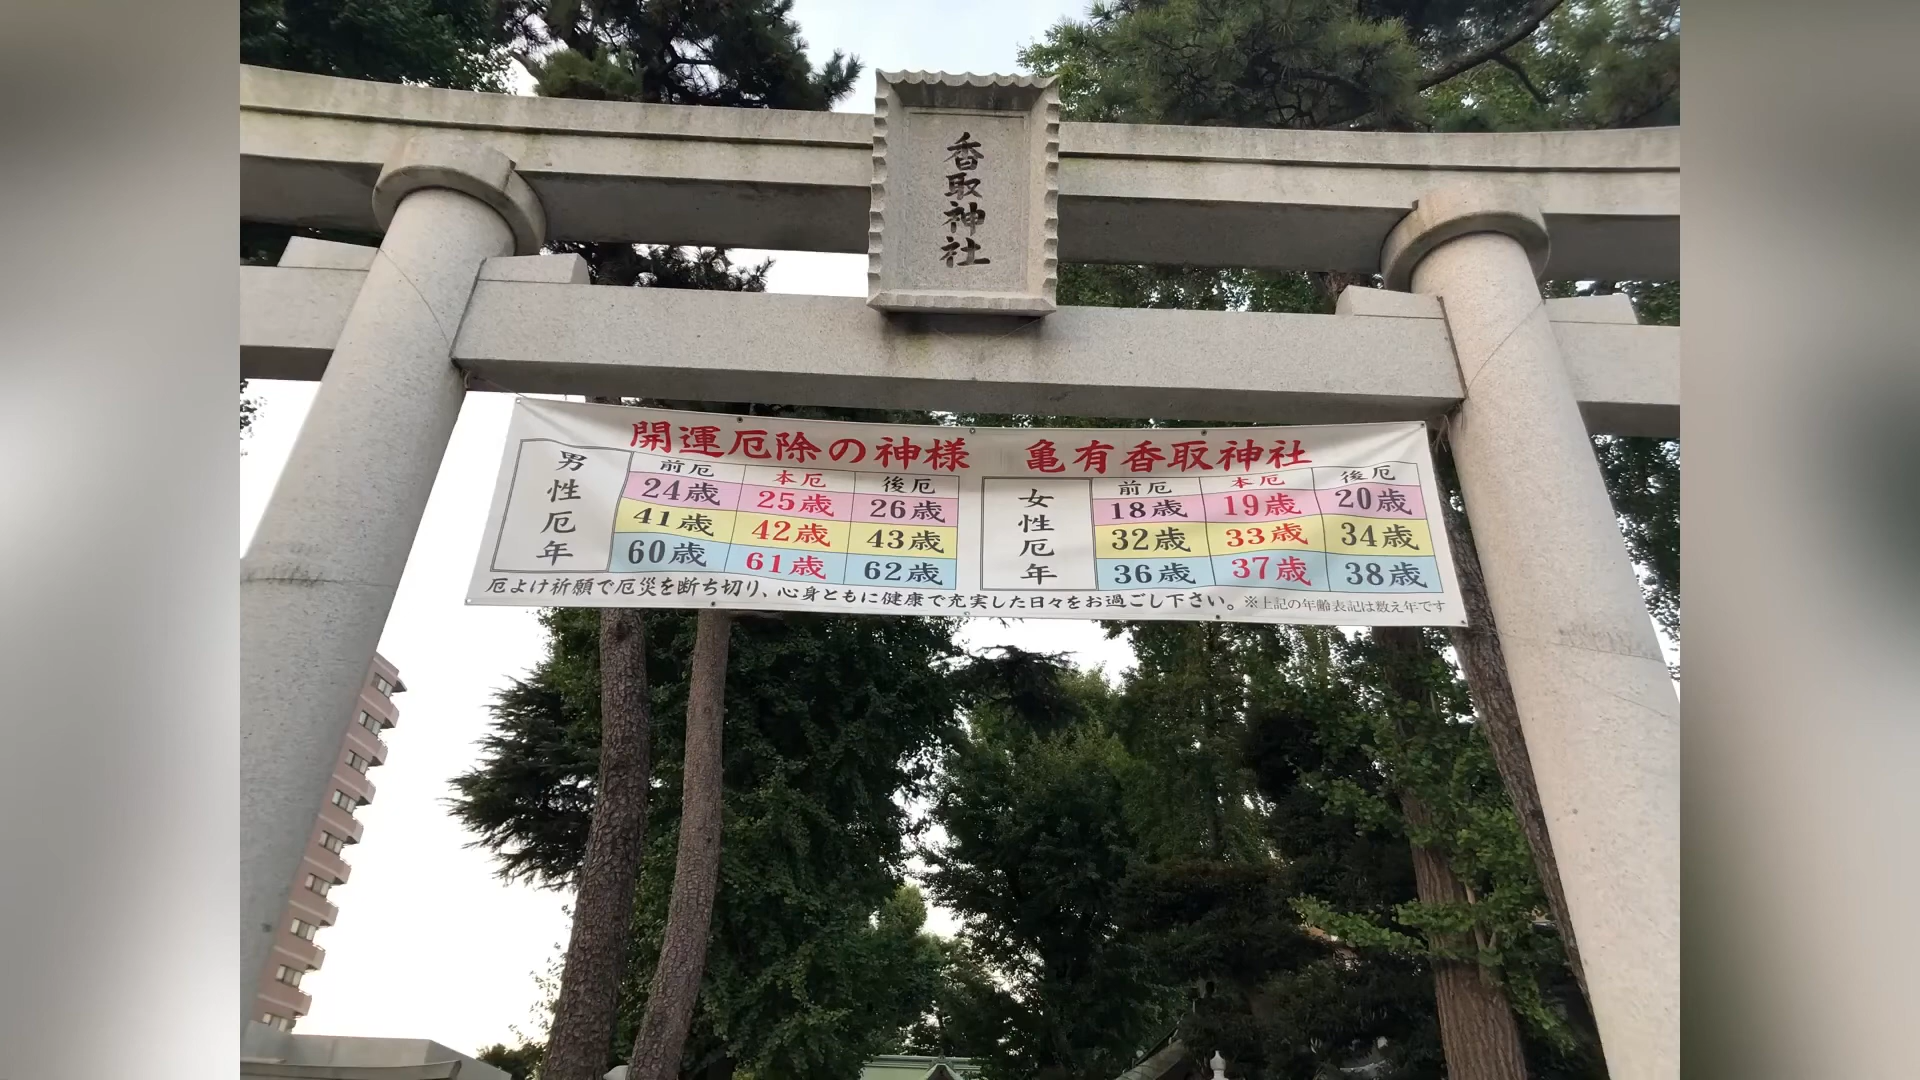 香取神社
開運厄除の神様 亀有香取神社
男性厄年
前厄 本厄 後厄
24歳 25歳 26歳
41歳 42歳 43歳
60歳 61歳 62歳
女性厄年
前厄 本厄 後厄
18歳 19歳 20歳
32歳 33歳 34歳
36歳 37歳 38歳
厄よけ祈願で厄災を断ち切り、心身ともに健康で充実した日々をお過ごし下さい。※上記の年齢表記は数え年です